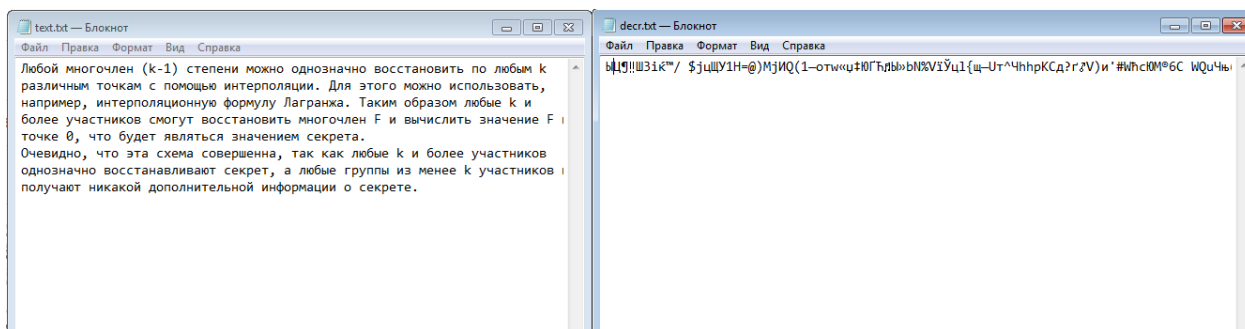 text.txt — Блокнот
Файл Правка Формат Вид Справка
Любой многочлен (k-1) степени можно однозначно восстановить по любым k
различным точкам с помощью интерполяции. Для этого можно использовать,
например, интерполяционную формулу Лагранжа. Таким образом любые k и
более участников смогут восстановить многочлен F и вычислить значение F
точке 0, что будет являться значением секрета.
Очевидно, что эта схема совершенна, так как любые k и более участников
однозначно восстанавливают секрет, а любые группы из менее k участников
получают никакой дополнительной информации о секрете.
decr.txt — Блокнот
Файл Правка Формат Вид Справка